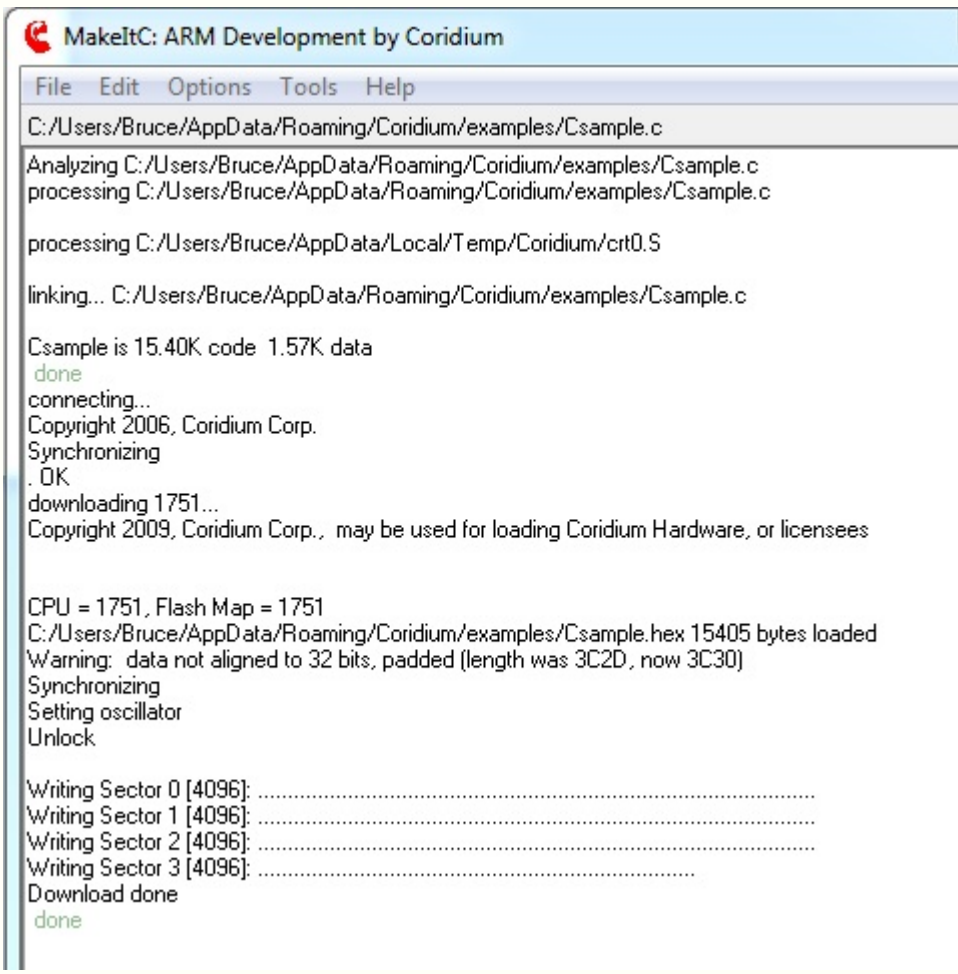 MakeItC: ARM Development by Coridium
File Edit Options Tools Help
C:/Users/Bruce/AppData/Roaming/Coridium/examples/Csample.c
Analyzing C:/Users/Bruce/AppData/Roaming/Coridium/examples/Csample.c
processing C:/Users/Bruce/AppData/Roaming/Coridium/examples/Csample.c
processing C:/Users/Bruce/AppData/Local/Temp/Coridium/crt0.S
linking... C:/Users/Bruce/AppData/Roaming/Coridium/examples/Csample.c
Csample is 15.40K code 1.57K data
done
connecting...
Copyright 2006, Coridium Corp.
Synchronizing
. OK
downloading 1751...
Copyright 2009, Coridium Corp., may be used for loading Coridium Hardware, or licensees
CPU = 1751, Flash Map = 1751
C:/Users/Bruce/AppData/Roaming/Coridium/examples/Csample.hex 15405 bytes loaded
Warning: data not aligned to 32 bits, padded (length was 3C2D, now 3C30)
Synchronizing
Setting oscillator
Unlock
Writing Sector 0 [4096]: .............................................................................................
Writing Sector 1 [4096]: .............................................................................................
Writing Sector 2 [4096]: .............................................................................................
Writing Sector 3 [4096]: .........................................................................
Download done
done